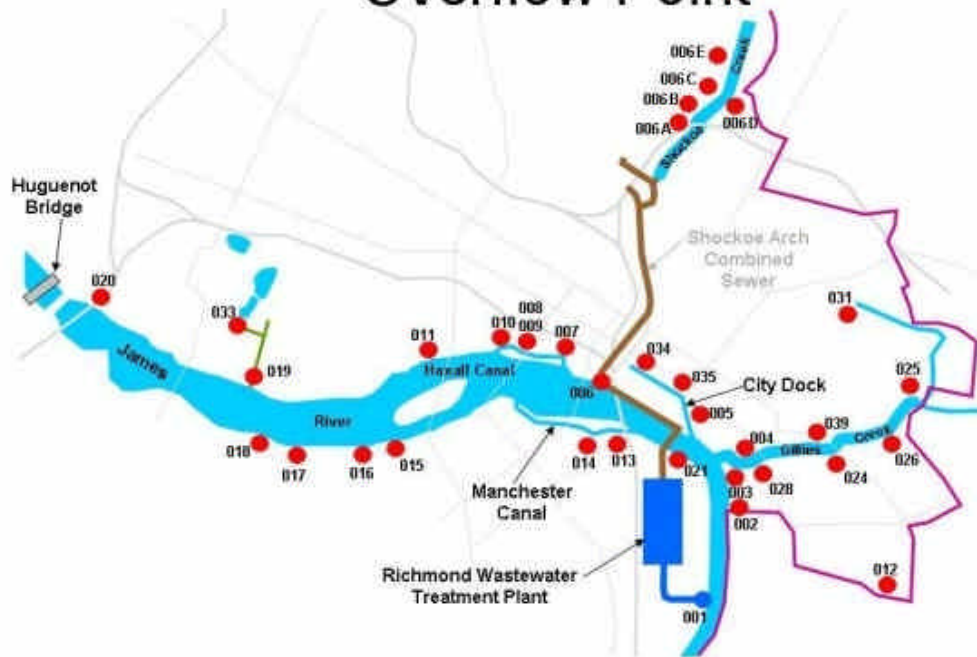 Overflow Point
006E
Creek
006C
006B
006D
006A
Shockoe
Huguenot
Bridge
Shockoe Arch
Combined
Sewer
020
031
033
008
010
009
007
011
034
James
019
Haxall Canal
006
035
City Dock
025
005
River
004
039
Gillies
Creek
018
017
016
015
014
013
021
026
024
028
003
002
Manchester
Canal
012
Richmond Wastewater
Treatment Plant
001